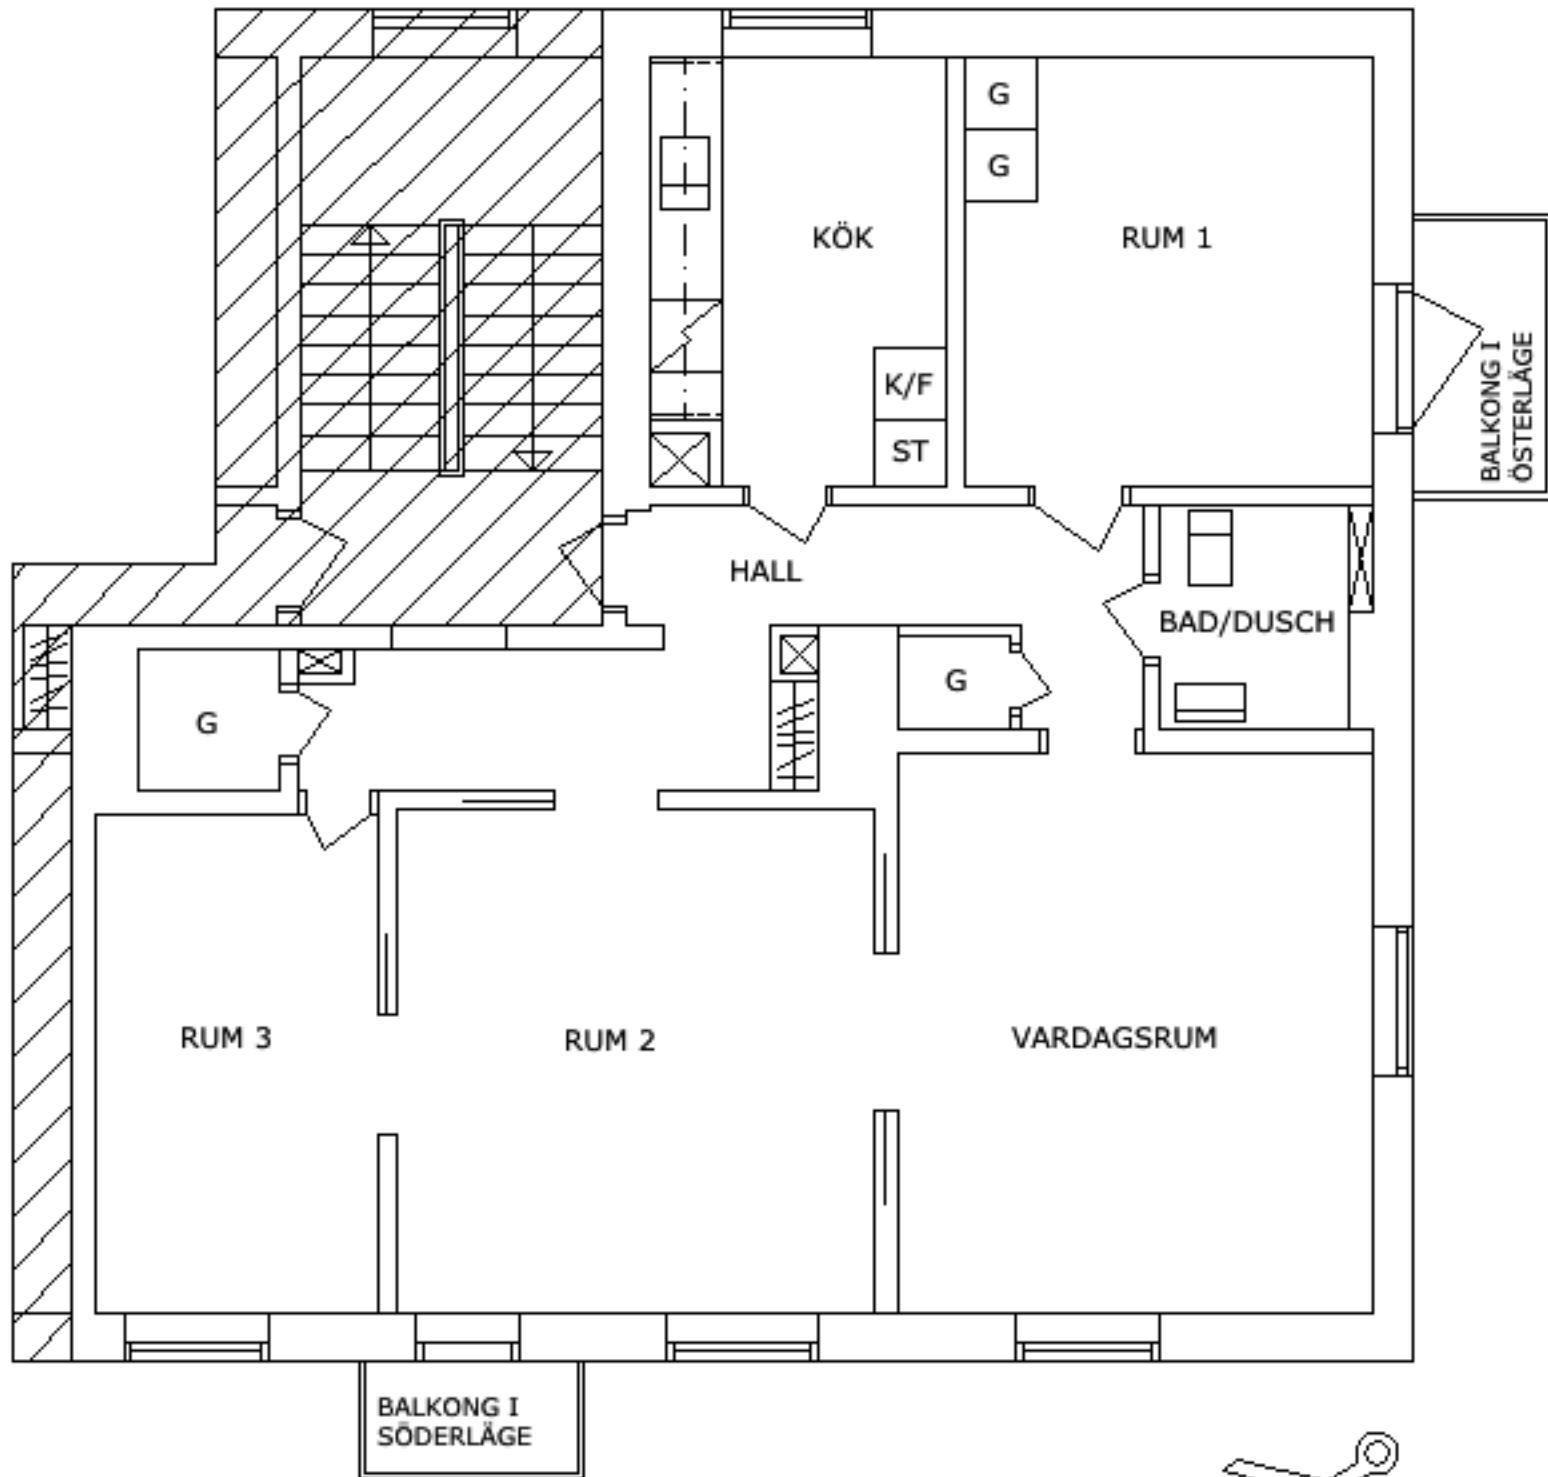 G
G
KÖK
RUM 1
BALKONG I
ÖSTERLÄGE
K/F
ST
HALL
BAD/DUSCH
G
G
RUM 3
RUM 2
VARDAGSRUM
BALKONG I
SÖDERLÄGE